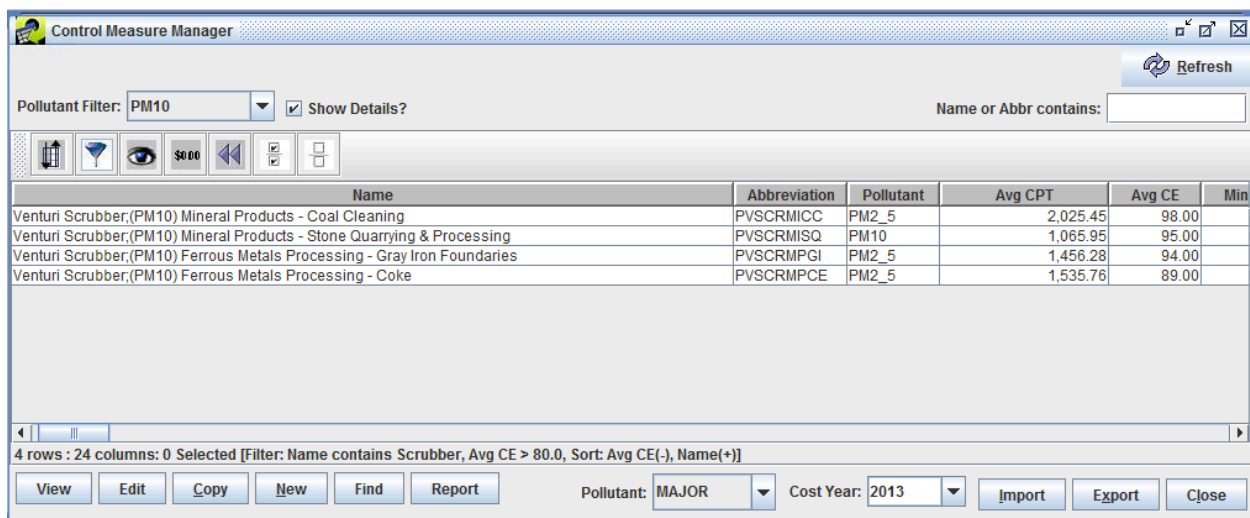 Control Measure Manager
Refresh
Pollutant Filter: PM10 Show Details? Name or Abbr contains:
$0.00
Name Abbreviation Pollutant Avg CPT Avg CE Min
Venturi Scrubber;(PM10) Mineral Products - Coal Cleaning PVSCRMICC PM2_5 2,025.45 98.00
Venturi Scrubber;(PM10) Mineral Products - Stone Quarrying & Processing PVSCRMISQ PM10 1,065.95 95.00
Venturi Scrubber;(PM10) Ferrous Metals Processing - Gray Iron Foundaries PVSCRMPGI PM2_5 1,456.28 94.00
Venturi Scrubber;(PM10) Ferrous Metals Processing - Coke PVSCRMPCE PM2_5 1,535.76 89.00
4 rows : 24 columns: 0 Selected [Filter: Name contains Scrubber, Avg CE > 80.0, Sort: Avg CE(-), Name(+)]
View Edit Copy New Find Report Pollutant: MAJOR Cost Year: 2013 Import Export Close